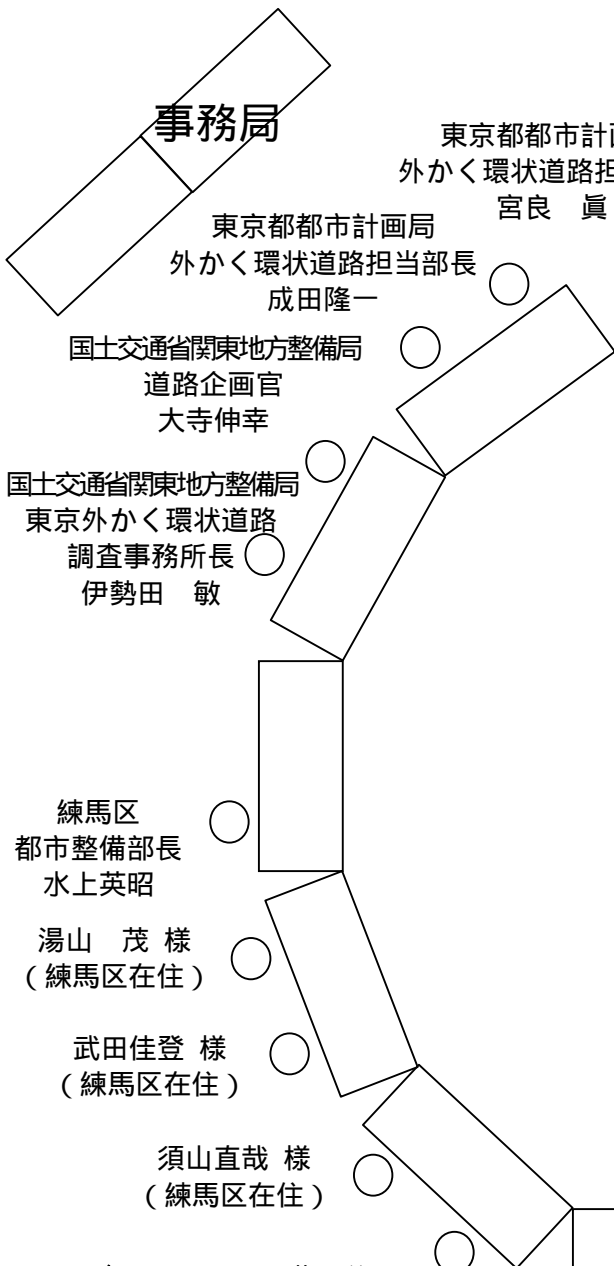 事務局
東京都都市計
外かく環状道路担
宮良　眞
東京都都市計画局
外かく環状道路担当部長
成田隆一
国土交通省関東地方整備局
道路企画官
大寺伸幸
国土交通省関東地方整備局
東京外かく環状道路
調査事務所長
伊勢田　敏
練馬区
都市整備部長
水上英昭
湯山　茂 様
（練馬区在住）
武田佳登 様
（練馬区在住）
須山直哉 様
（練馬区在住）